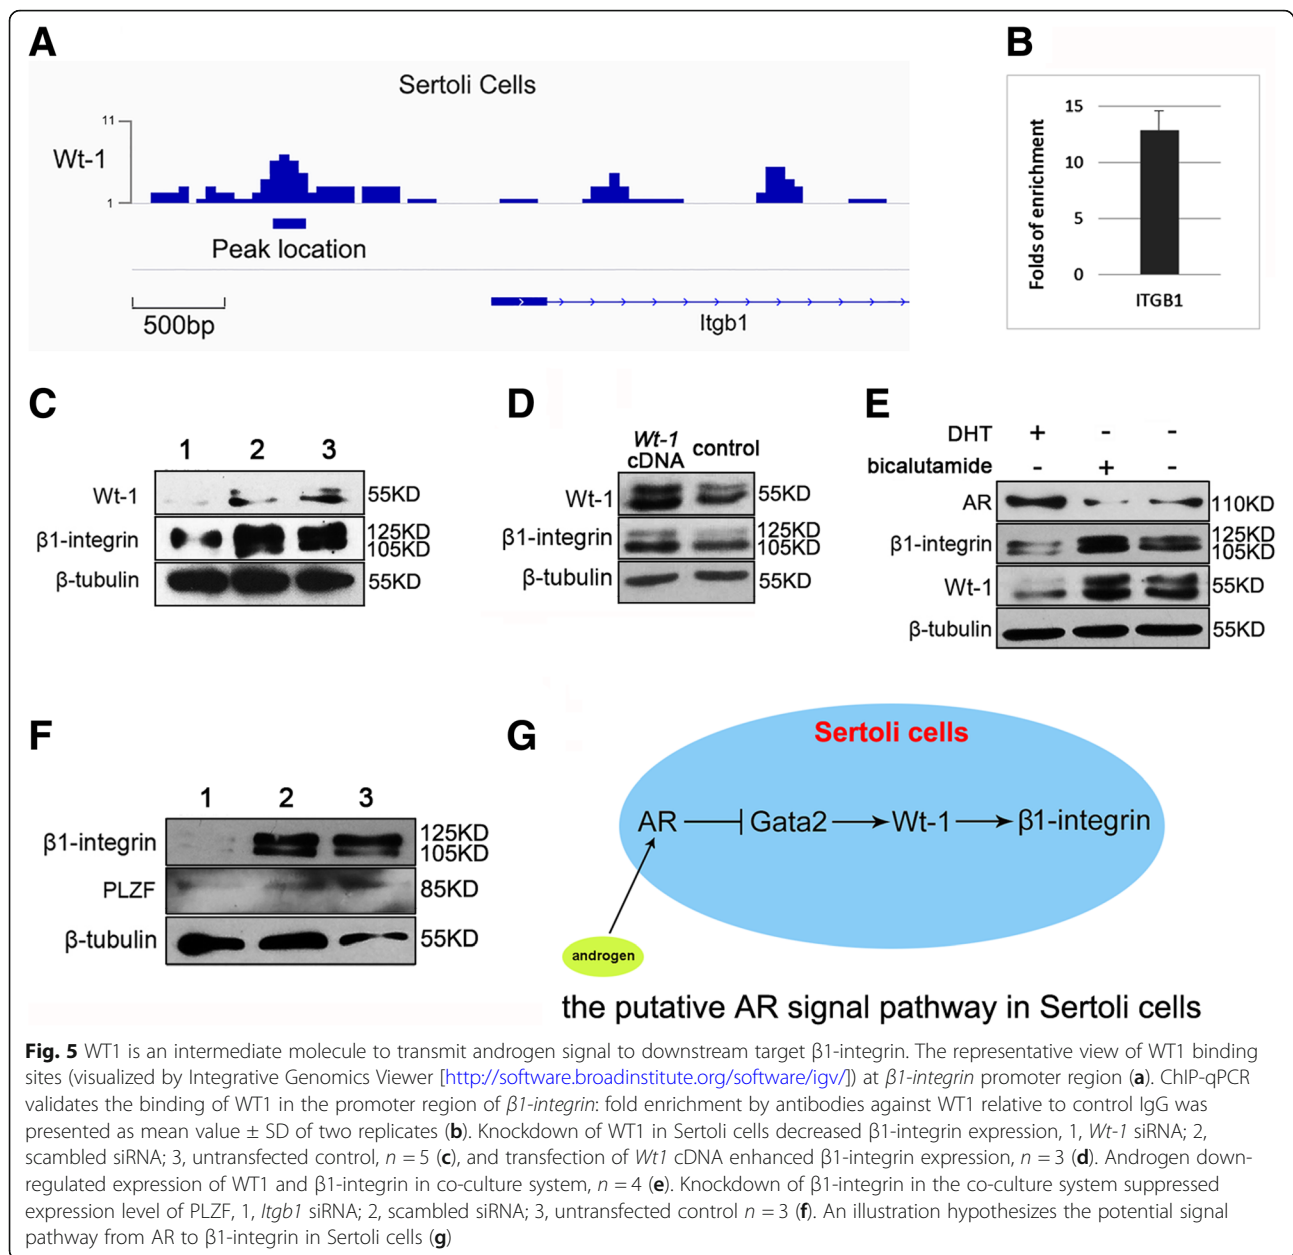 A
Sertoli Cells
11
Wt-1
1
Peak location
500bp
Itgb1
B
15
10
5
0
Folds of enrichment
ITGB1
C
1 2 3
Wt-1 55KD
β1-integrin 125KD
105KD
β-tubulin 55KD
D
Wt-1
cDNA control
Wt-1 55KD
β1-integrin 125KD
105KD
β-tubulin 55KD
E
DHT + - -
bicalutamide - + -
AR 110KD
β1-integrin 125KD
105KD
Wt-1 55KD
β-tubulin 55KD
F
1 2 3
β1-integrin 125KD
105KD
PLZF 85KD
β-tubulin 55KD
G
Sertoli cells
AR Gata2 Wt-1 β1-integrin
androgen
the putative AR signal pathway in Sertoli cells
Fig. 5 WT1 is an intermediate molecule to transmit androgen signal to downstream target β1-integrin. The representative view of WT1 binding
sites (visualized by Integrative Genomics Viewer [http://software.broadinstitute.org/software/igv/]) at β1-integrin promoter region (a). ChIP-qPCR
validates the binding of WT1 in the promoter region of β1-integrin: fold enrichment by antibodies against WT1 relative to control IgG was
presented as mean value ± SD of two replicates (b). Knockdown of WT1 in Sertoli cells decreased β1-integrin expression, 1, Wt-1 siRNA; 2,
scambled siRNA; 3, untransfected control, n = 5 (c), and transfection of Wt1 cDNA enhanced β1-integrin expression, n = 3 (d). Androgen down-
regulated expression of WT1 and β1-integrin in co-culture system, n = 4 (e). Knockdown of β1-integrin in the co-culture system suppressed
expression level of PLZF, 1, Itgb1 siRNA; 2, scambled siRNA; 3, untransfected control n = 3 (f). An illustration hypothesizes the potential signal
pathway from AR to β1-integrin in Sertoli cells (g)